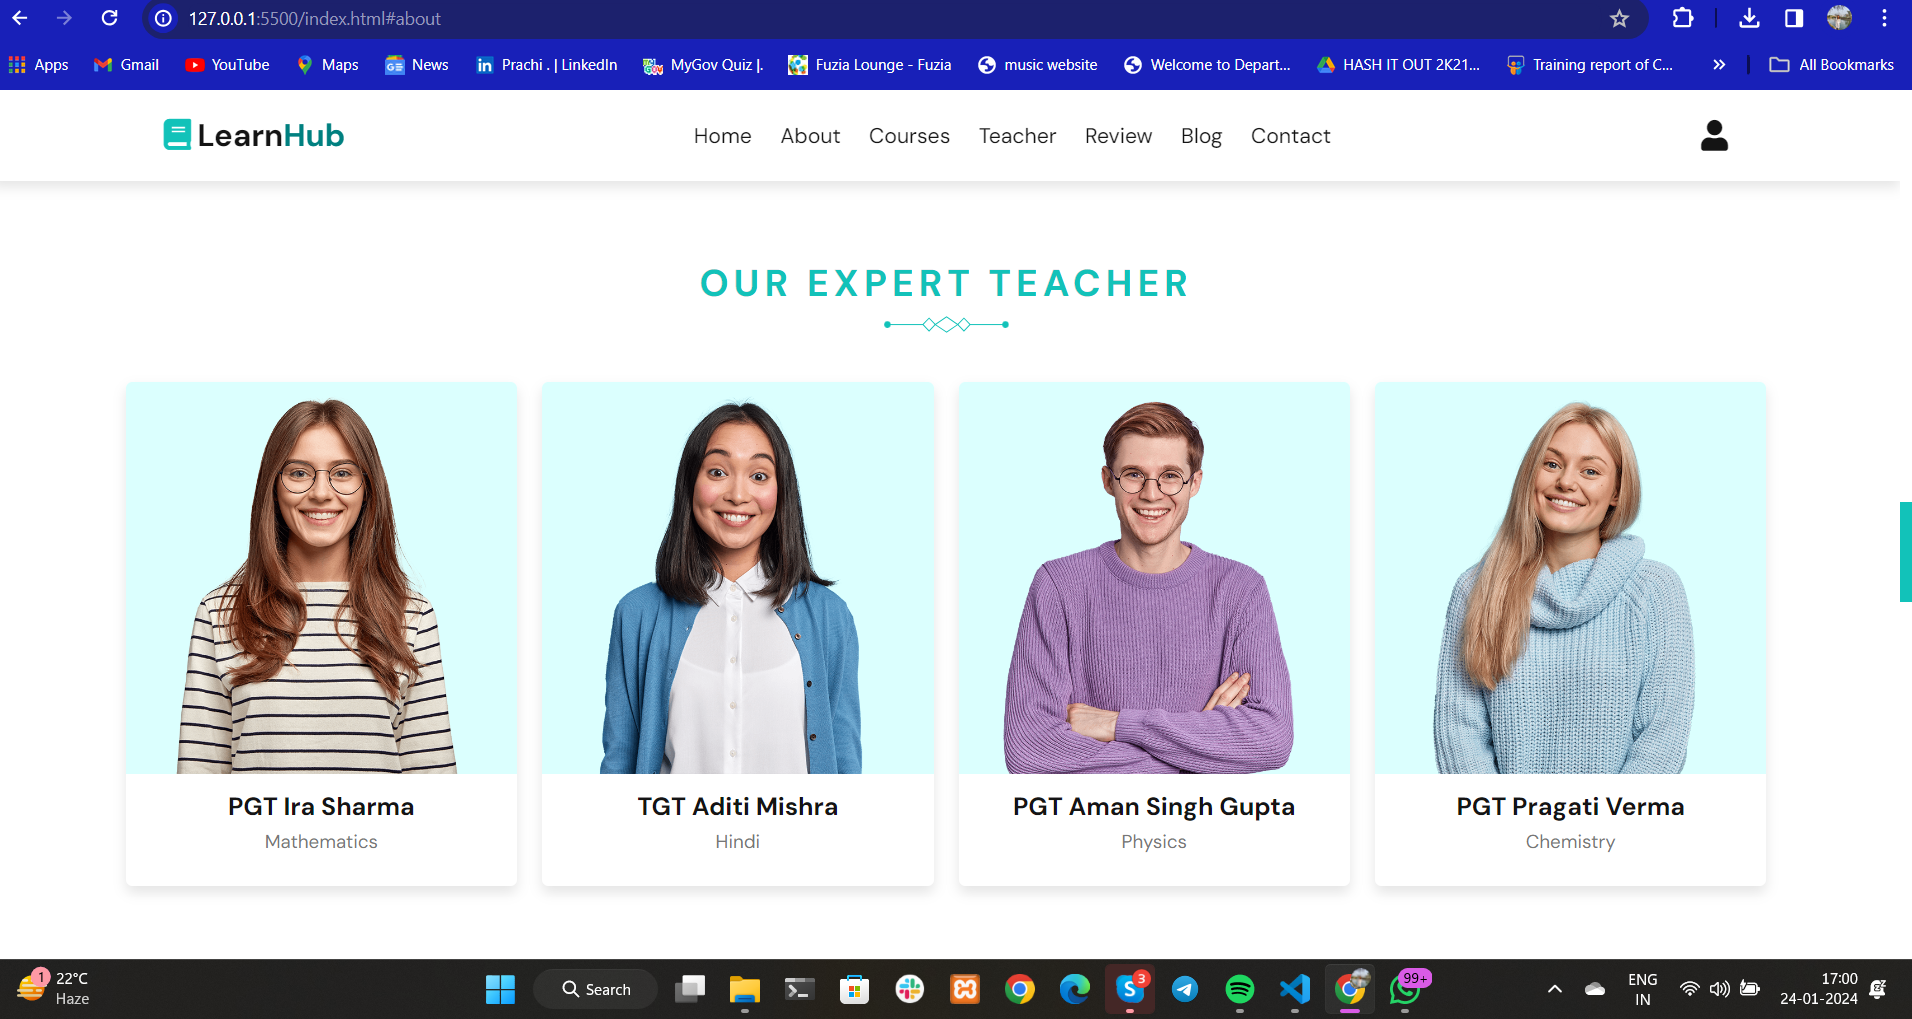 127.0.0.1:5500/index.html#about
Apps Gmail YouTube Maps News Prachi . | LinkedIn MyGov Quiz |. Fuzia Lounge - Fuzia music website Welcome to Depart... HASH IT OUT 2K21... Training report of C... » All Bookmarks
LearnHub Home About Courses Teacher Review Blog Contact
OUR EXPERT TEACHER
PGT Ira Sharma TGT Aditi Mishra PGT Aman Singh Gupta PGT Pragati Verma
Mathematics Hindi Physics Chemistry
1 22°C Search 3 99+ ENG 17:00
Haze IN 24-01-2024